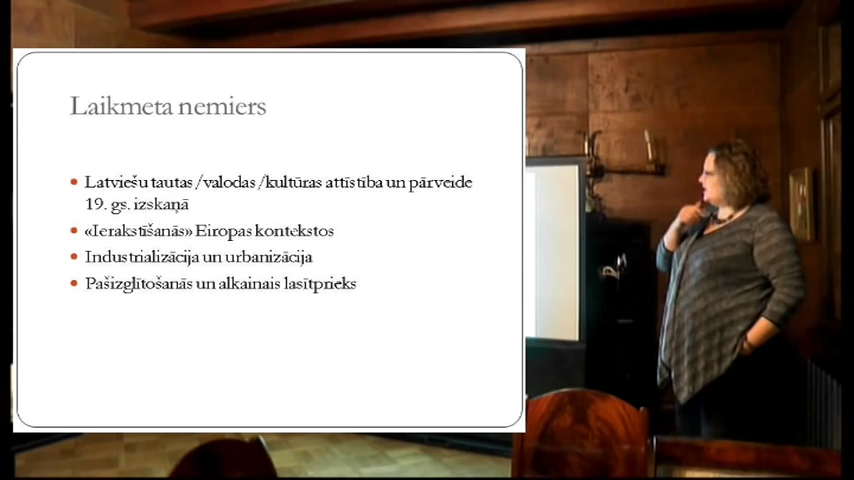 Laikmeta nemiers
Latviešu tautas/valodas/kultūras attīstība un pārveide
19. gs. izskaņā
«Ierakstīšanās» Eiropas kontekstos
Industrializācija un urbanizācija
Pašizglītošanās un alkainais lasītprieks